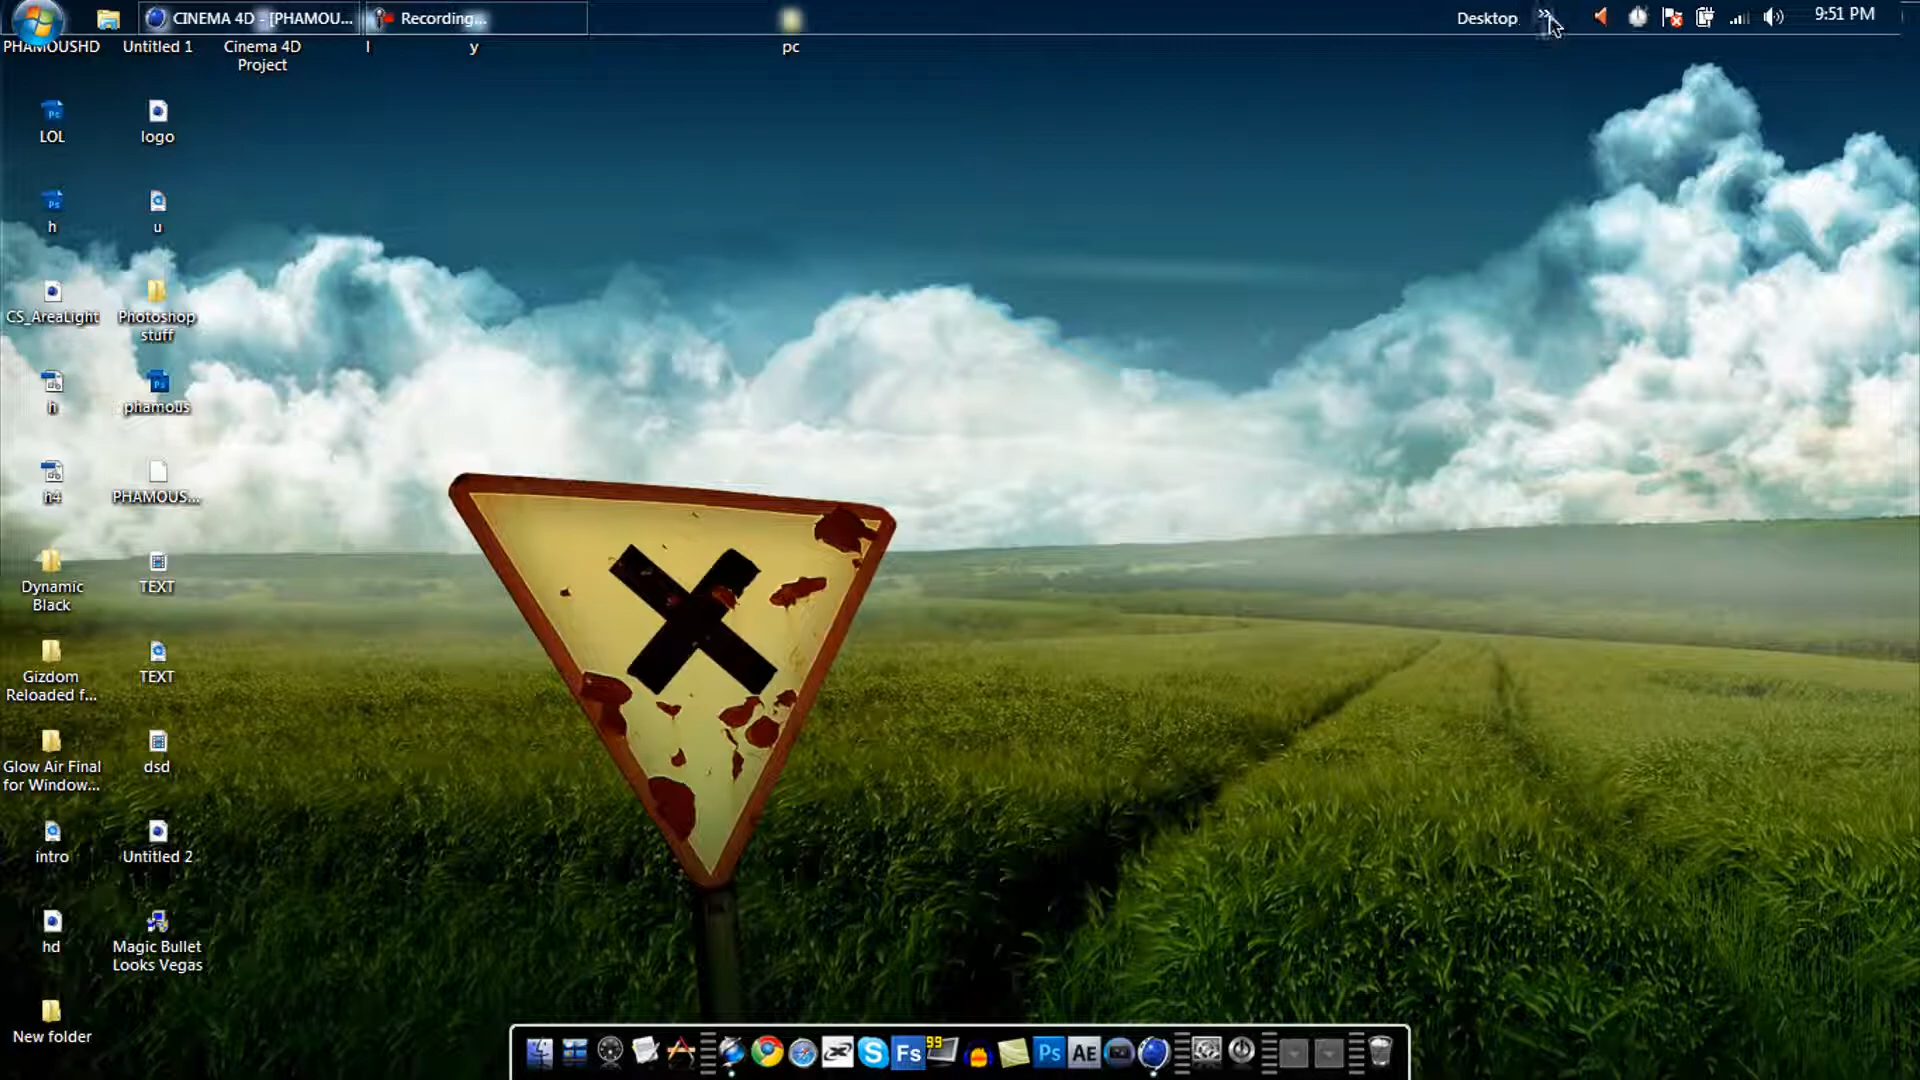 CINEMA 4D - [PHAMOU...
Recording...
Desktop
9:51 PM
PHAMOUSHD
Untitled 1
Cinema 4D
Project
l
y
pc
LOL
logo
h
u
CS_AreaLight
Photoshop
stuff
h
phamous
h4
PHAMOUS...
Dynamic
Black
TEXT
Gizdom
Reloaded f...
TEXT
Glow Air Final
for Window...
dsd
intro
Untitled 2
hd
Magic Bullet
Looks Vegas
New folder
Fs
99
Ps
AE